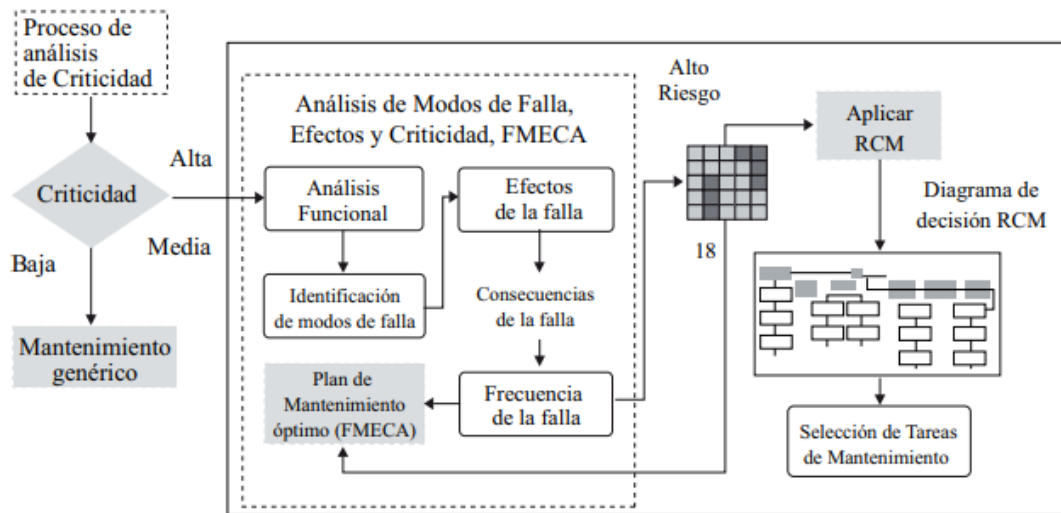 Proceso de
análisis
de Criticidad
Criticidad
Alta
Media
Baja
Mantenimiento
genérico
Análisis de Modos de Falla,
Efectos y Criticidad, FMECA
Análisis
Funcional
Identificación
de modos de falla
Efectos
de la falla
Consecuencias
de la falla
Frecuencia
de la falla
Plan de
Mantenimiento
óptimo (FMECA)
Alto
Riesgo
18
Aplicar
RCM
Diagrama de
decisión RCM
Selección de Tareas
de Mantenimiento